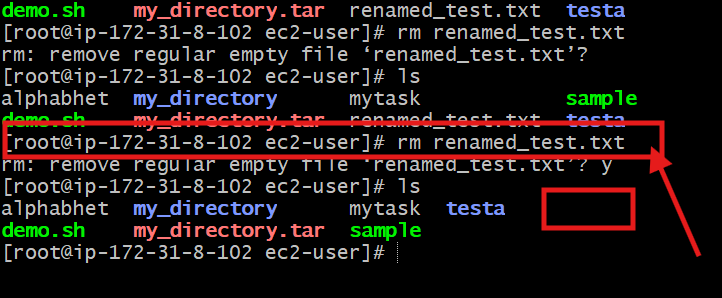 demo.sh my_directory.tar renamed_test.txt testa
[root@ip-172-31-8-102 ec2-user]# rm renamed_test.txt
rm: remove regular empty file ‘renamed_test.txt’?
[root@ip-172-31-8-102 ec2-user]# ls
alphabhet my_directory mytask sample
demo.sh my_directory.tar renamed_test.txt testa
[root@ip-172-31-8-102 ec2-user]# rm renamed_test.txt
rm: remove regular empty file ‘renamed_test.txt’? y
[root@ip-172-31-8-102 ec2-user]# ls
alphabhet my_directory mytask testa
demo.sh my_directory.tar sample
[root@ip-172-31-8-102 ec2-user]#